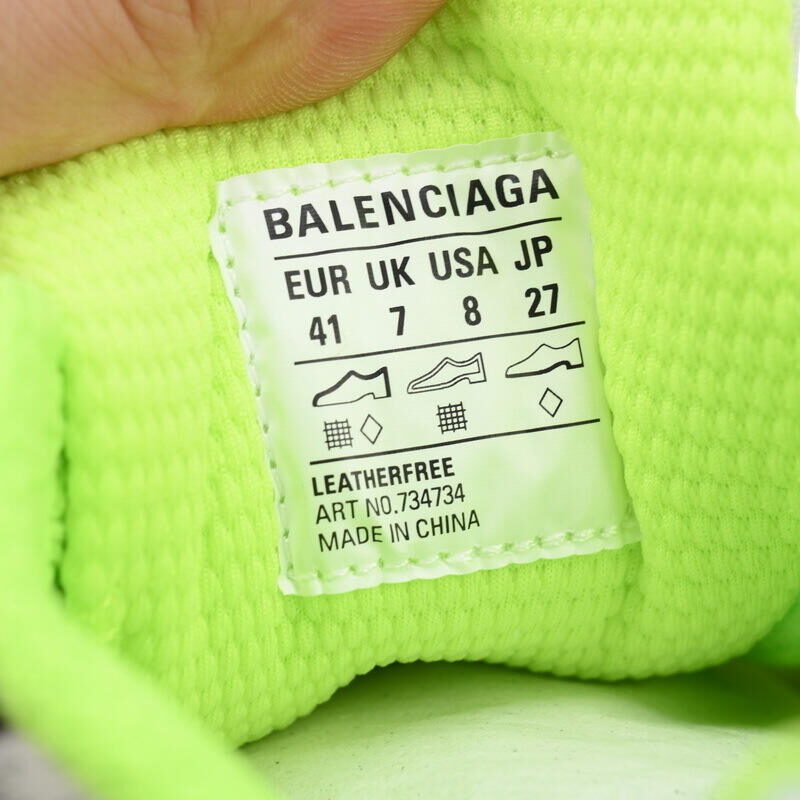 BALENCIAGA
EUR UK USA JP
41 7 8 27
LEATHERFREE
ART NO.734734
MADE IN CHINA